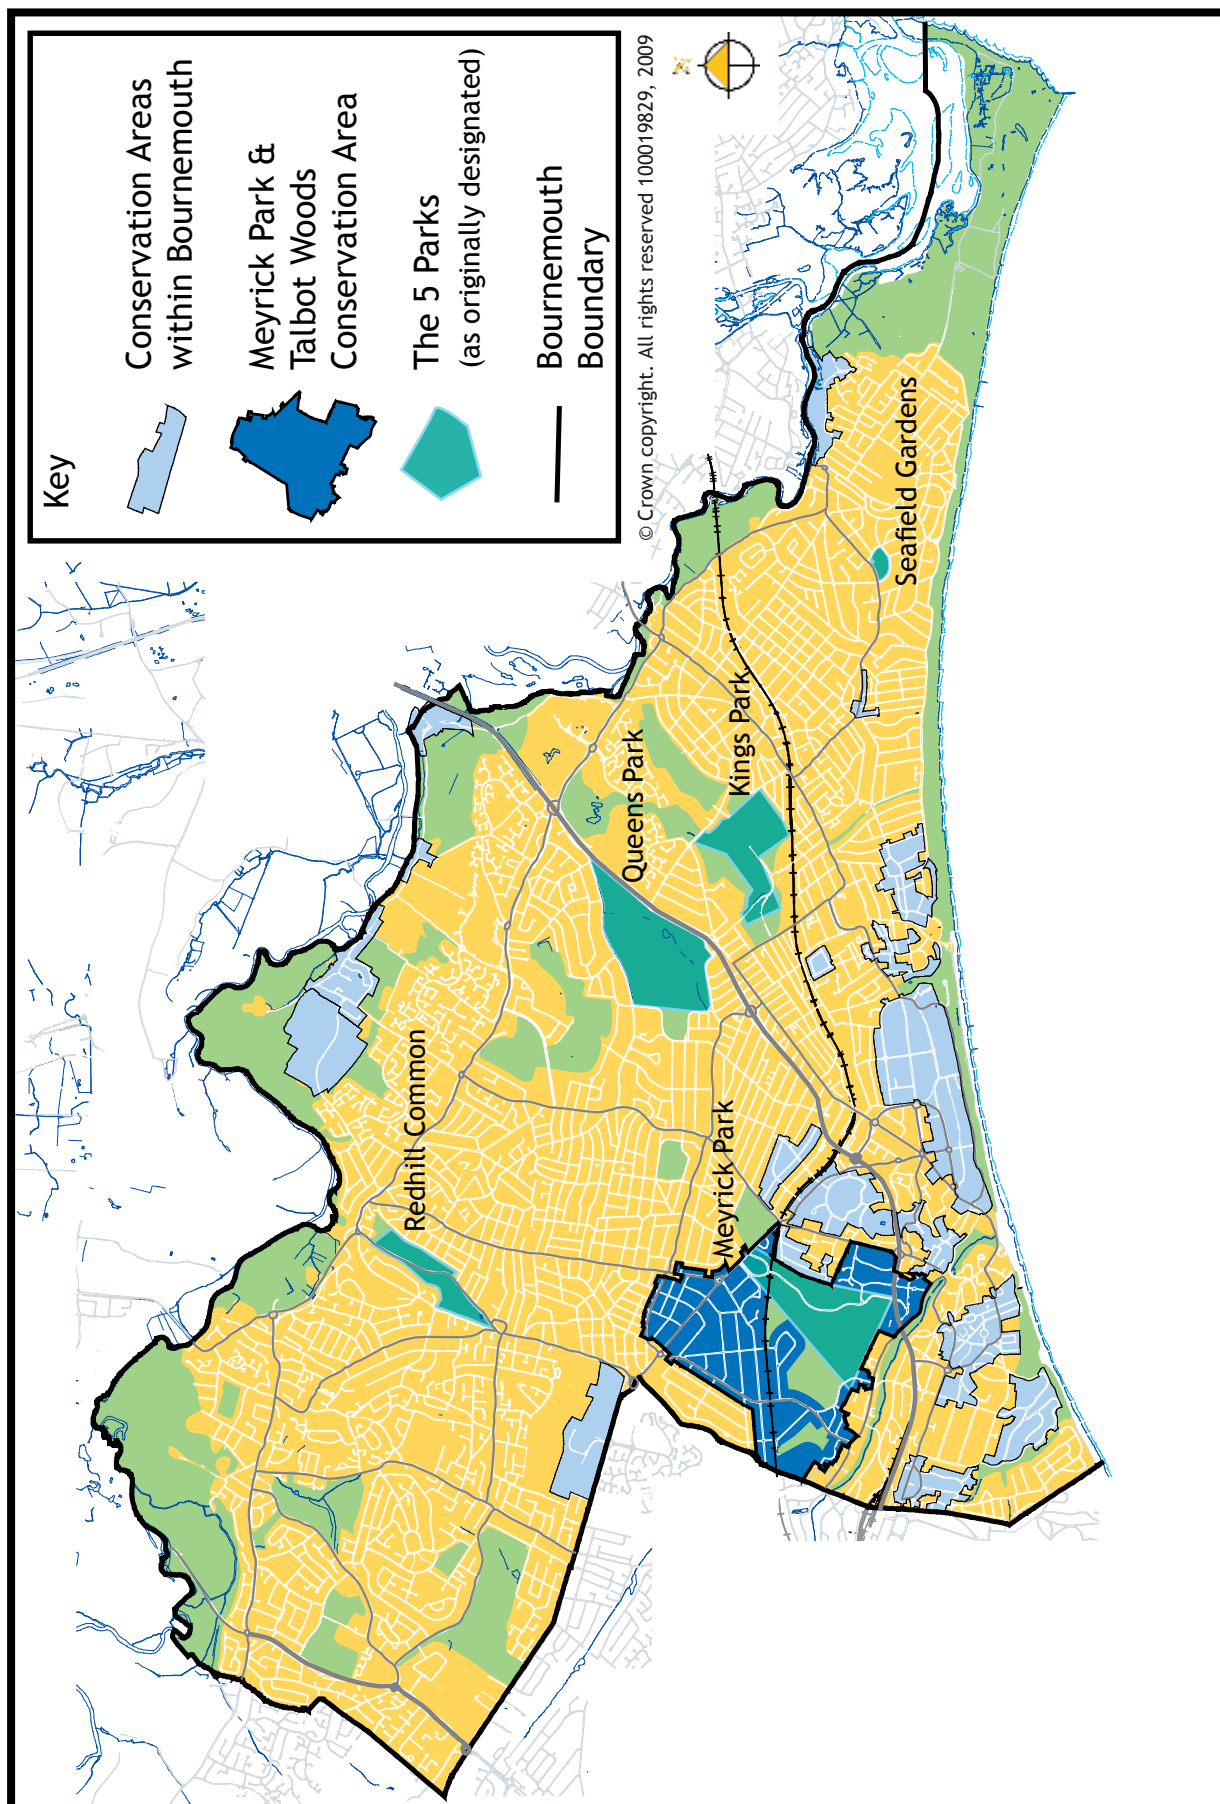 Key
Conservation Areas
within Bournemouth
Meyrick Park &
Talbot Woods
Conservation Area
The 5 Parks
(as originally designated)
Bournemouth
Boundary
© Crown copyright. All rights reserved 100019829, 2009
N
Redhill Common
Queens Park
Kings Park
Meyrick Park
Seafield Gardens